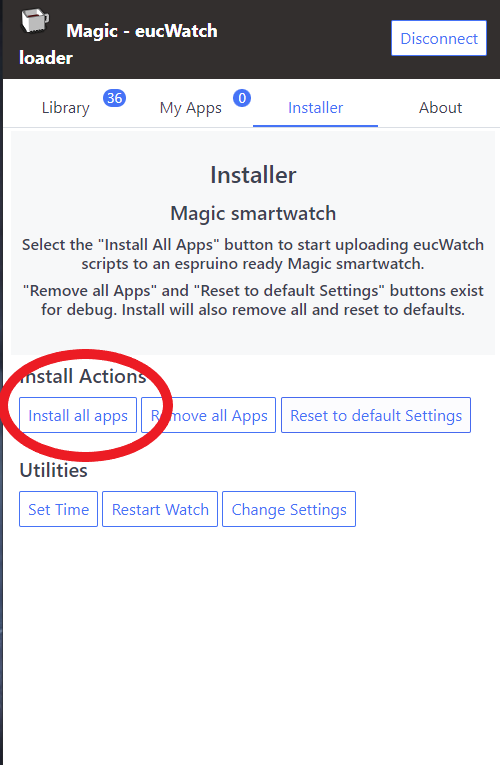 Magic - eucWatch
loader
Disconnect
Library 36 My Apps 0 Installer About
Installer
Magic smartwatch
Select the "Install All Apps" button to start uploading eucWatch
scripts to an espruino ready Magic smartwatch.
"Remove all Apps" and "Reset to default Settings" buttons exist
for debug. Install will also remove all and reset to defaults.
Install Actions
Install all apps Remove all Apps Reset to default Settings
Utilities
Set Time Restart Watch Change Settings